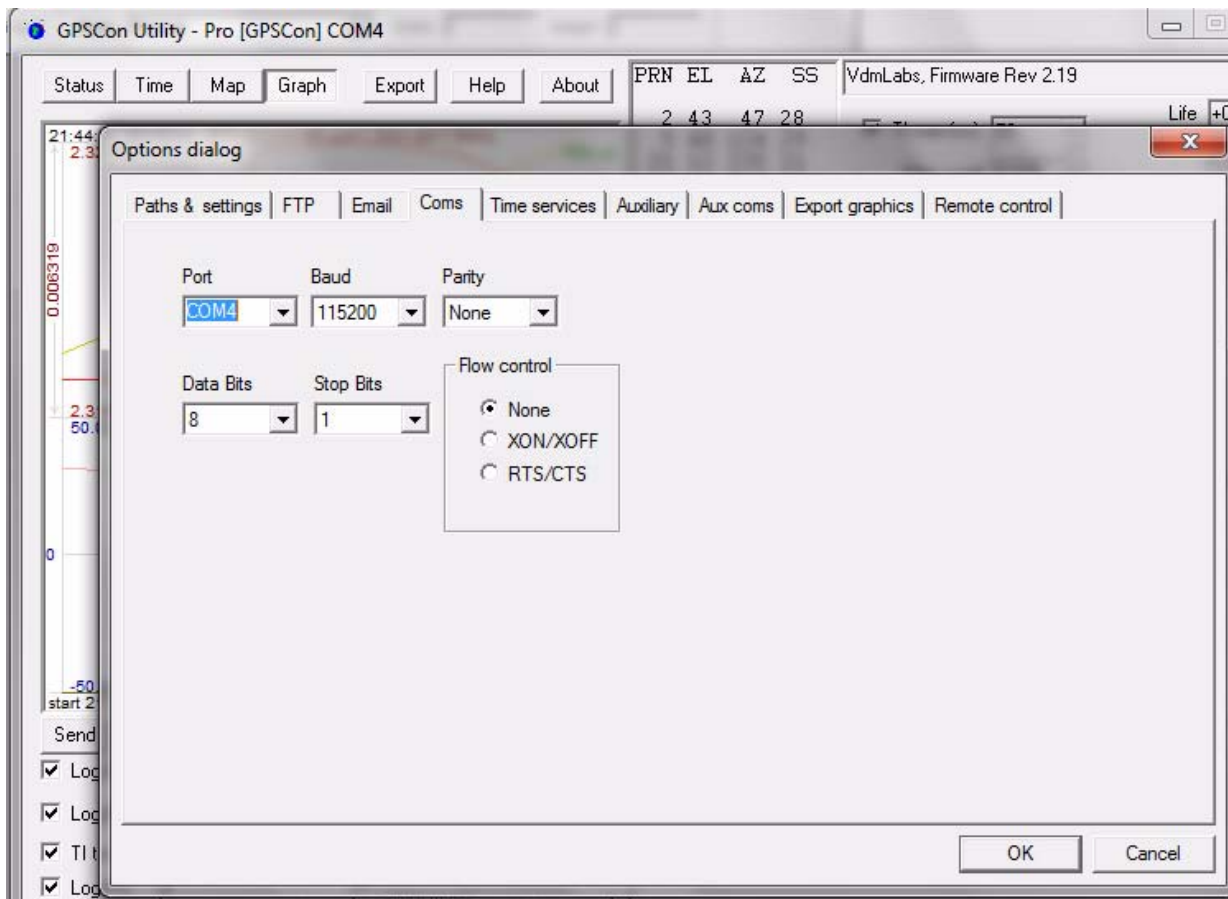 GPSCon Utility - Pro [GPSCon] COM4
Status Time Map Graph Export Help About
PRN EL AZ SS
VdmLabs, Firmware Rev 2.19
2 43 47 28
Life
Options dialog
Paths & settings FTP Email Coms Time services Auxiliary Aux coms Export graphics Remote control
Port Baud Parity
COM4 115200 None
Data Bits Stop Bits
8 1
Flow control
None
XON/XOFF
RTS/CTS
OK Cancel
21:44:
0.006319
0
-50
Send